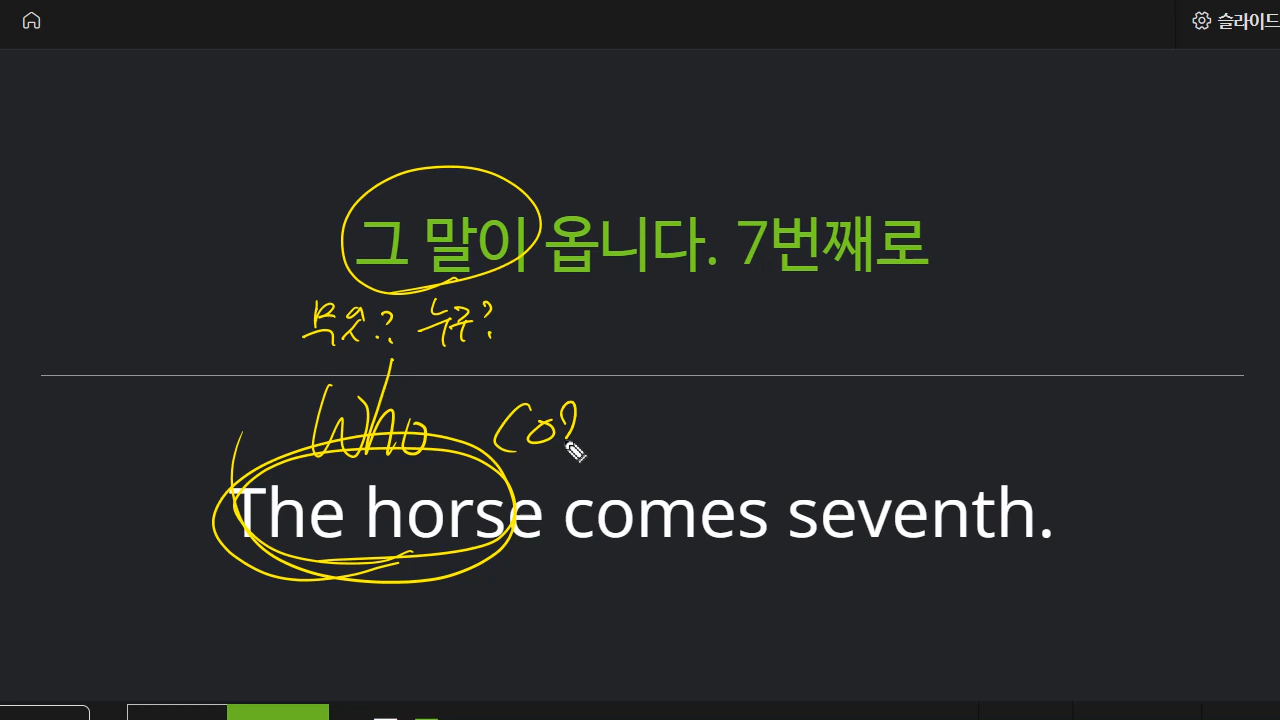 슬라이드
그 말이 옵니다. 7번째로
무엇? 누구?
Who co?
The horse comes seventh.